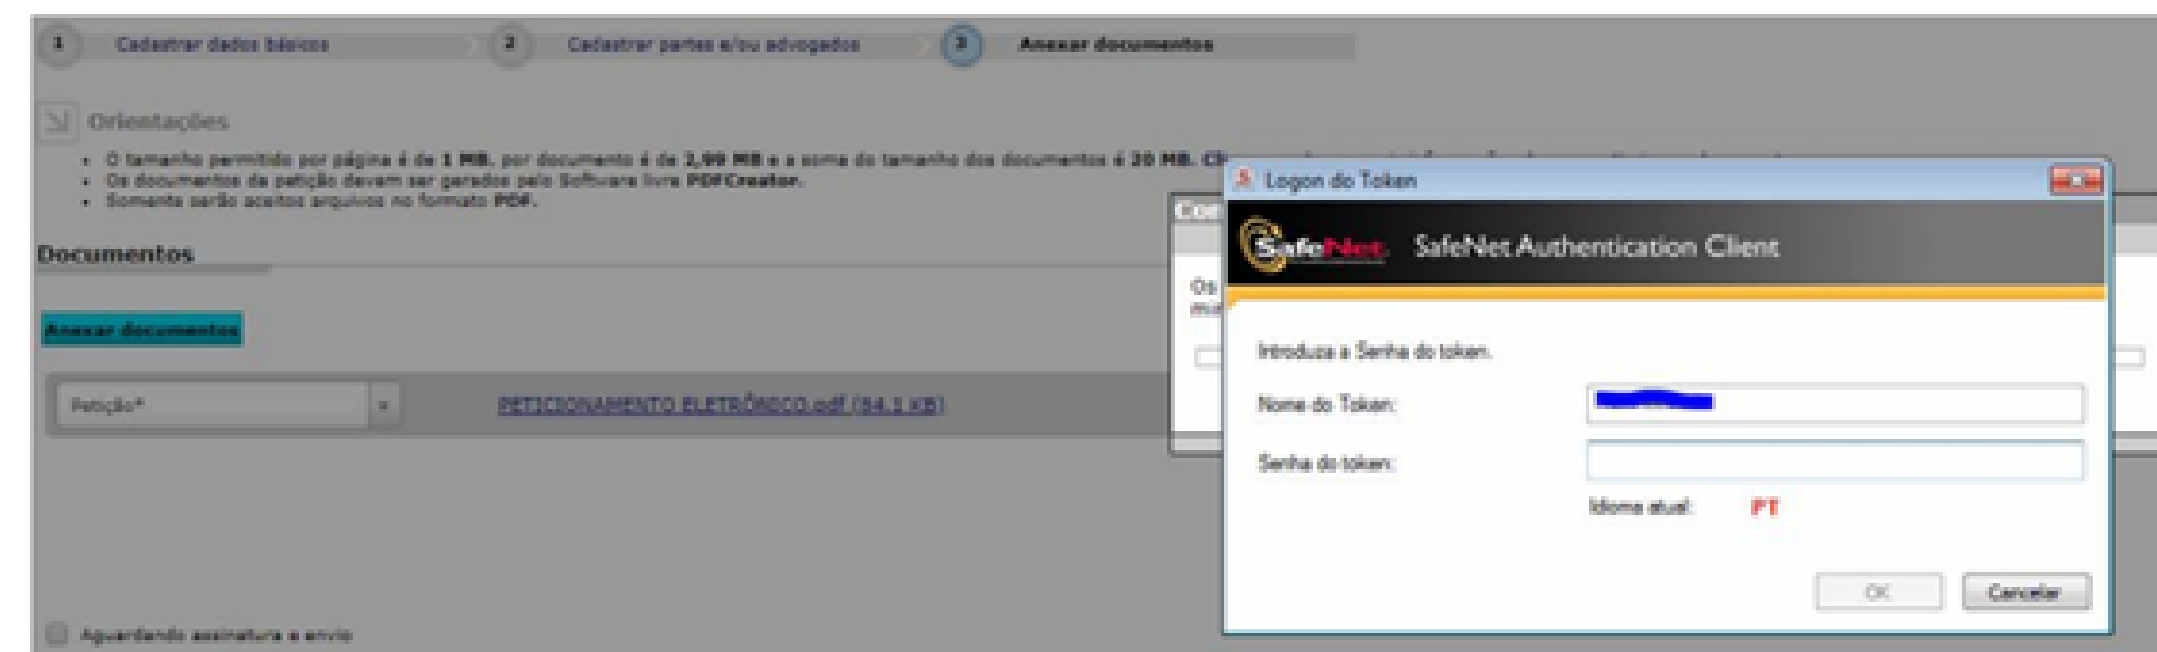 1 Cadastrar dados básicos 2 Cadastrar partes e/ou advogados 3 Anexar documentos
Orientações
• O tamanho permitido por página é de 1 MB, por documento é de 2,99 MB e a soma do tamanho dos documentos é 20 MB.
• Os documentos da petição devem ser gerados pelo Software livre PDFCreator.
• Somente serão aceitos arquivos no formato PDF.
Documentos
Anexar documentos
Petição*
PETICIONAMENTO ELETRÔNICO.pdf (84.1 KB)
Aguardando assinatura e envio
Os
Logon do Token
SafeNet. SafeNet Authentication Client
Introduza a Senha do token.
Nome do Token:
Senha do token:
Idioma atual: PT
OK Cancelar